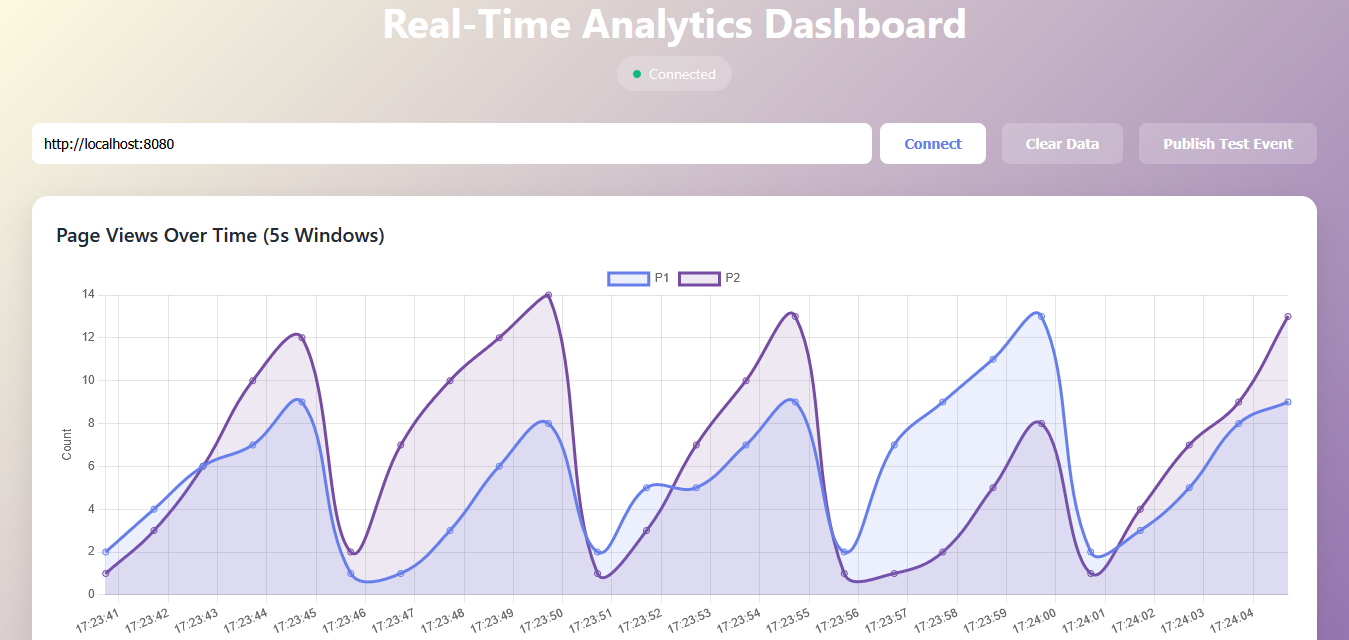 Real-Time Analytics Dashboard
Connected
http://localhost:8080 Connect Clear Data Publish Test Event
Page Views Over Time (5s Windows)
P1 P2
14
12
10
8
6
4
2
0
Count
17:23:41 17:23:42 17:23:43 17:23:44 17:23:45 17:23:46 17:23:47 17:23:48 17:23:49 17:23:50 17:23:51 17:23:52 17:23:53 17:23:54 17:23:55 17:23:56 17:23:57 17:23:58 17:23:59 17:24:00 17:24:01 17:24:02 17:24:03 17:24:04